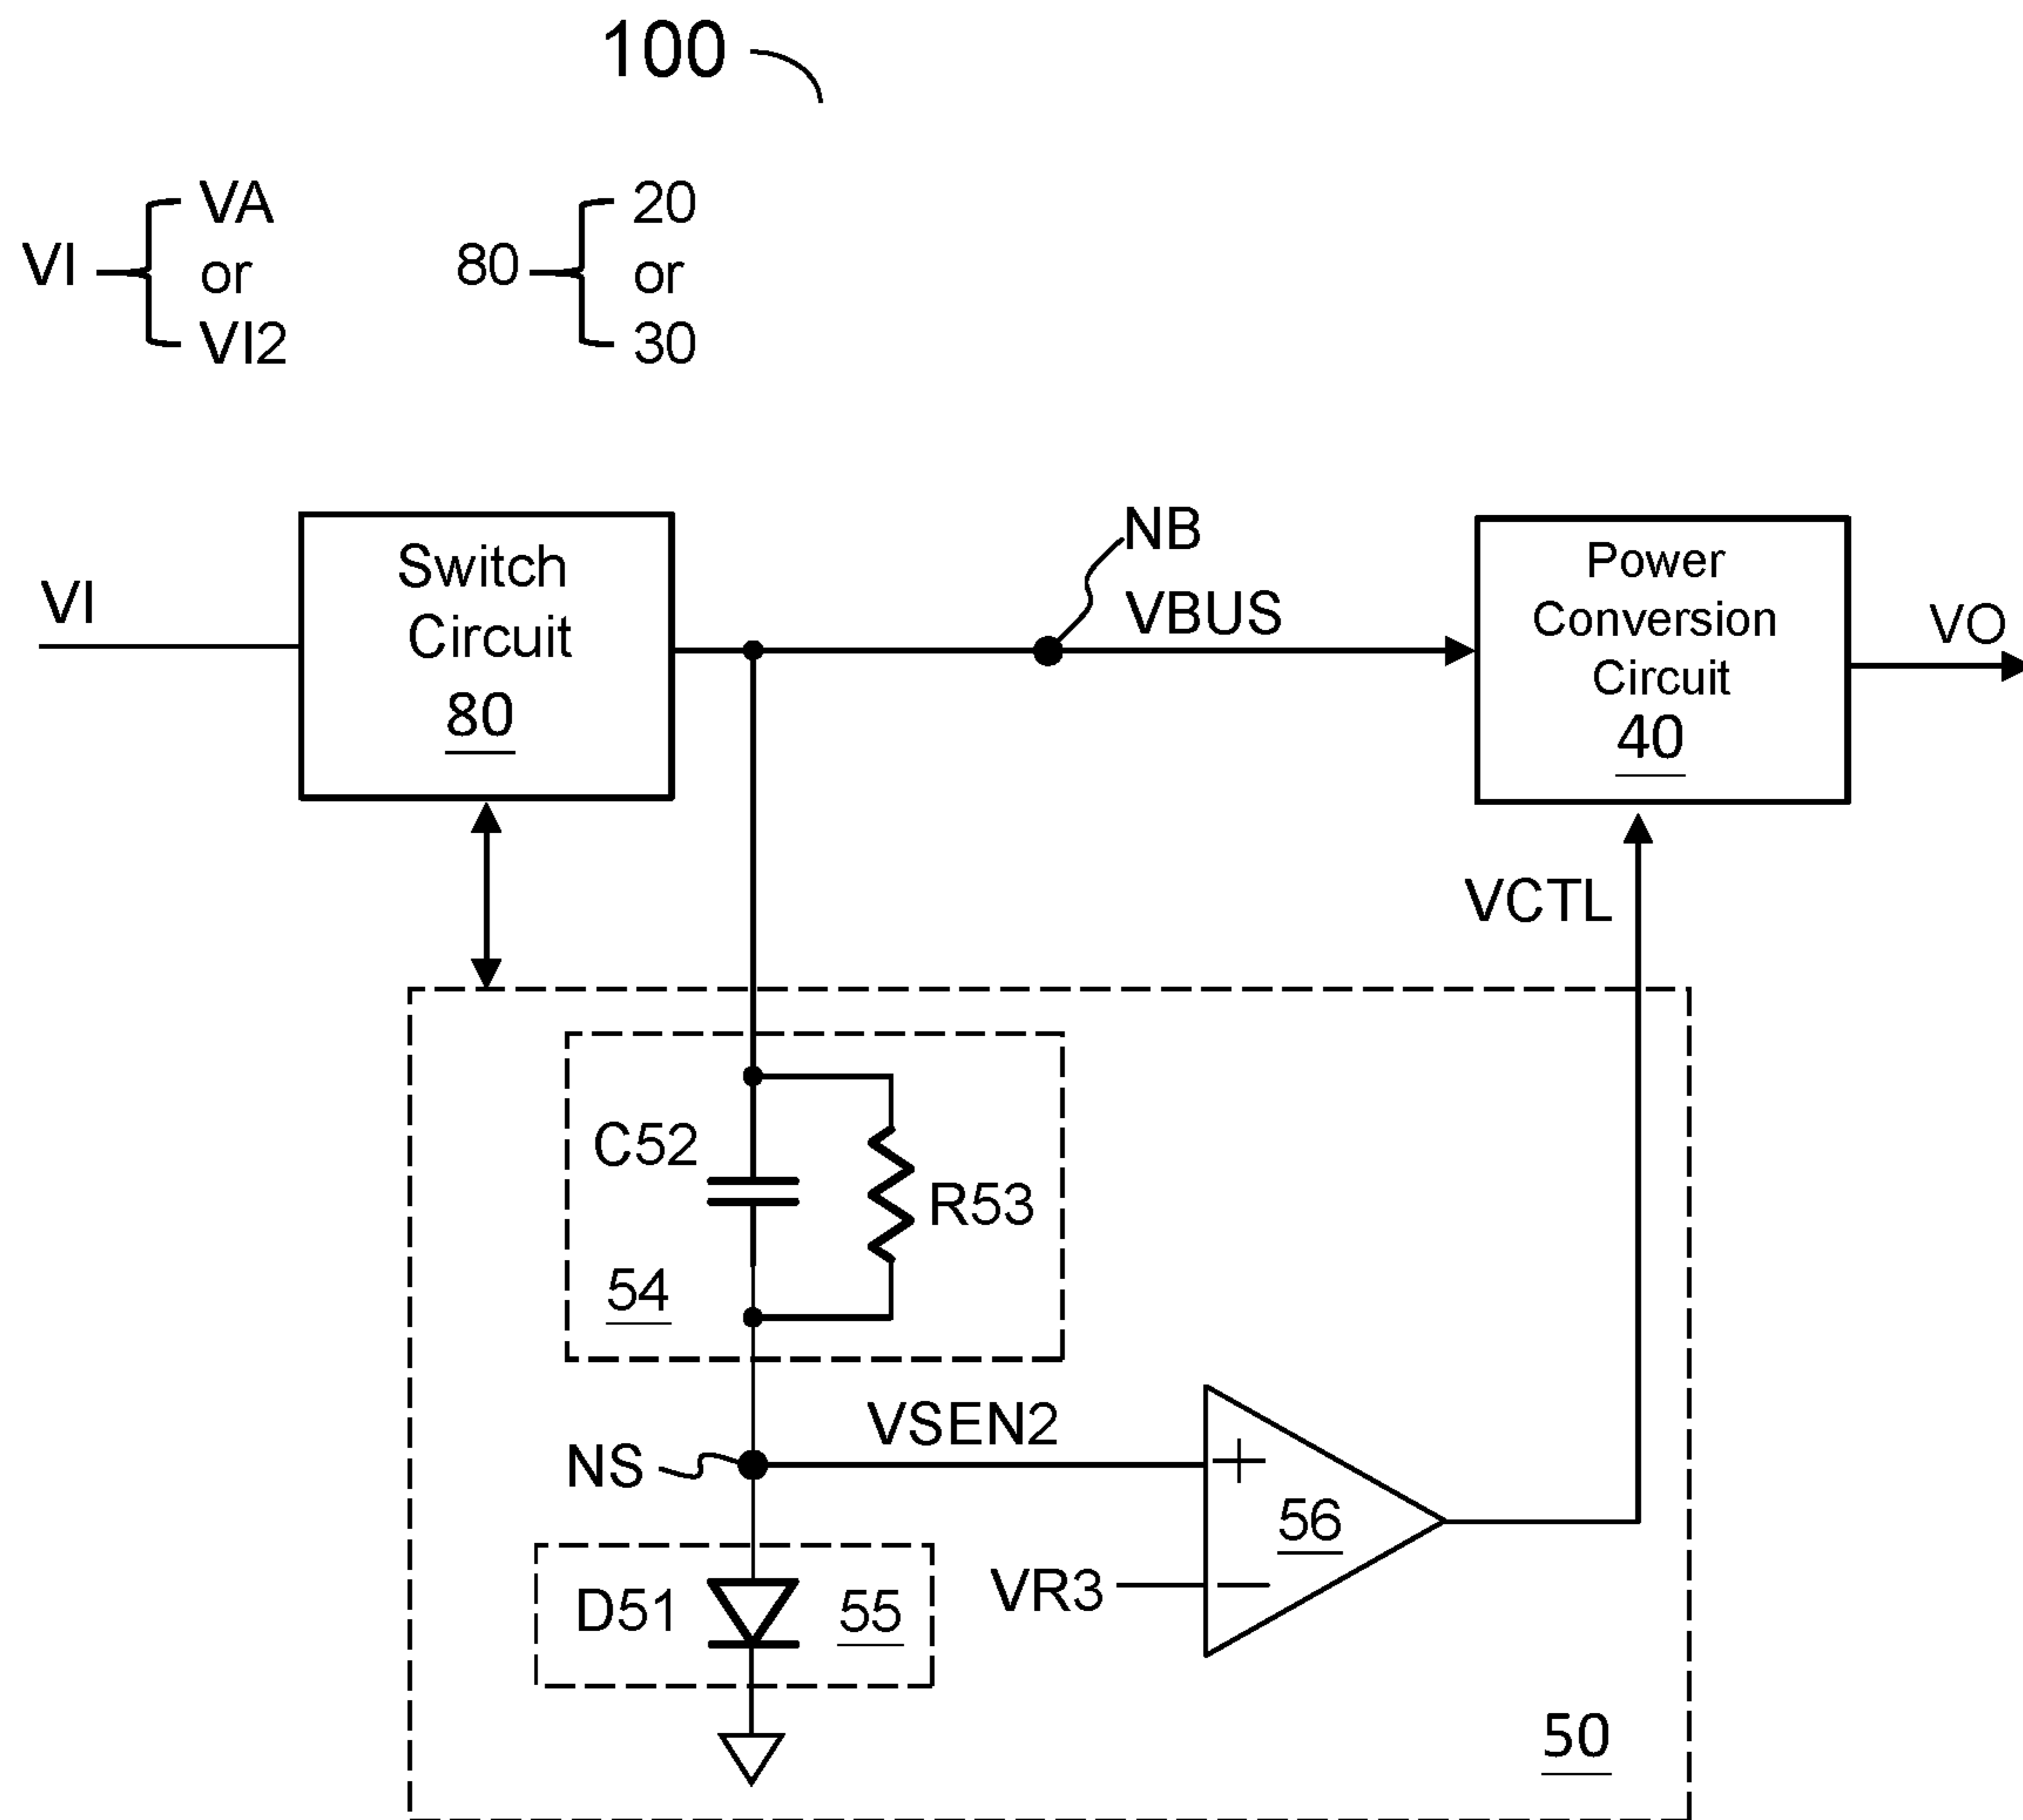 100
VA
VI or
VI2
20
80 or
30
Switch
Circuit
80
VI
NB
VBUS
Power
Conversion
Circuit
40
VO
VCTL
C52
R53
54
VSEN2
NS
+
56
VR3 −
D51
55
50